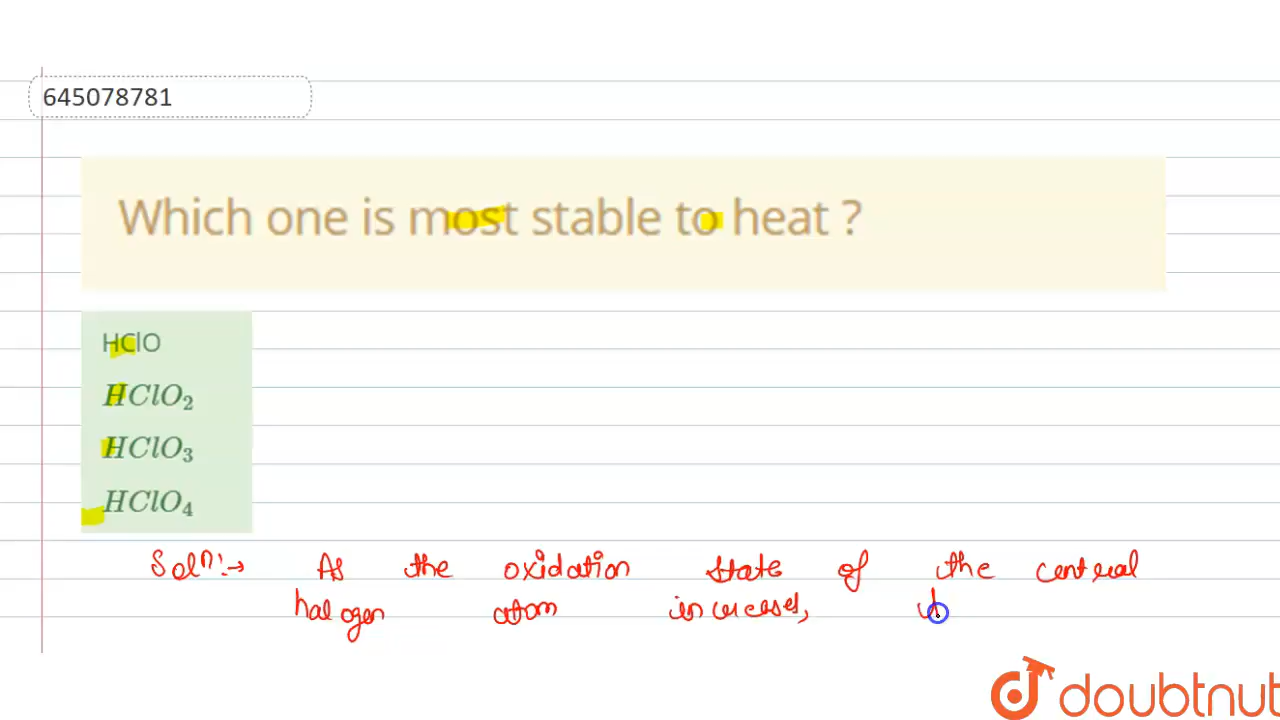 645078781
Which one is most stable to heat ?
HClO
HClO₂
HClO₃
HClO₄
Solⁿ:→ As the oxidation state of the central
halogen atom increases,
doubtnut